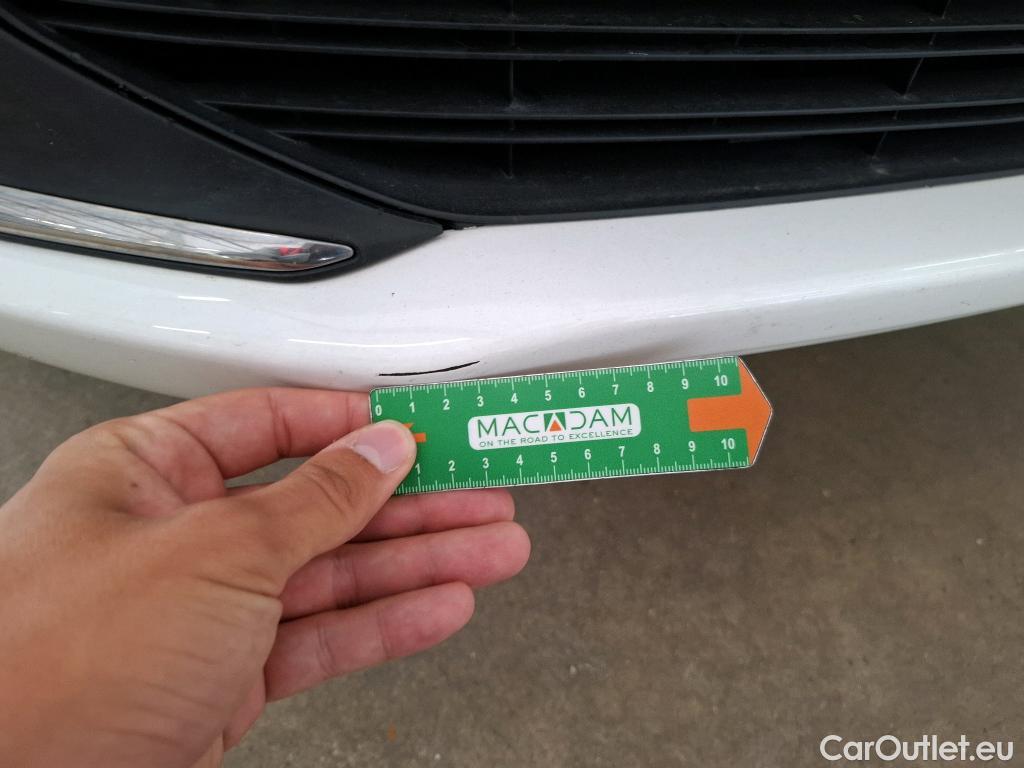 0 1 2 3 4 5 6 7 8 9 10
MACADAM
ON THE ROAD TO EXCELLENCE
1 2 3 4 5 6 7 8 9 10
CarOutlet.eu